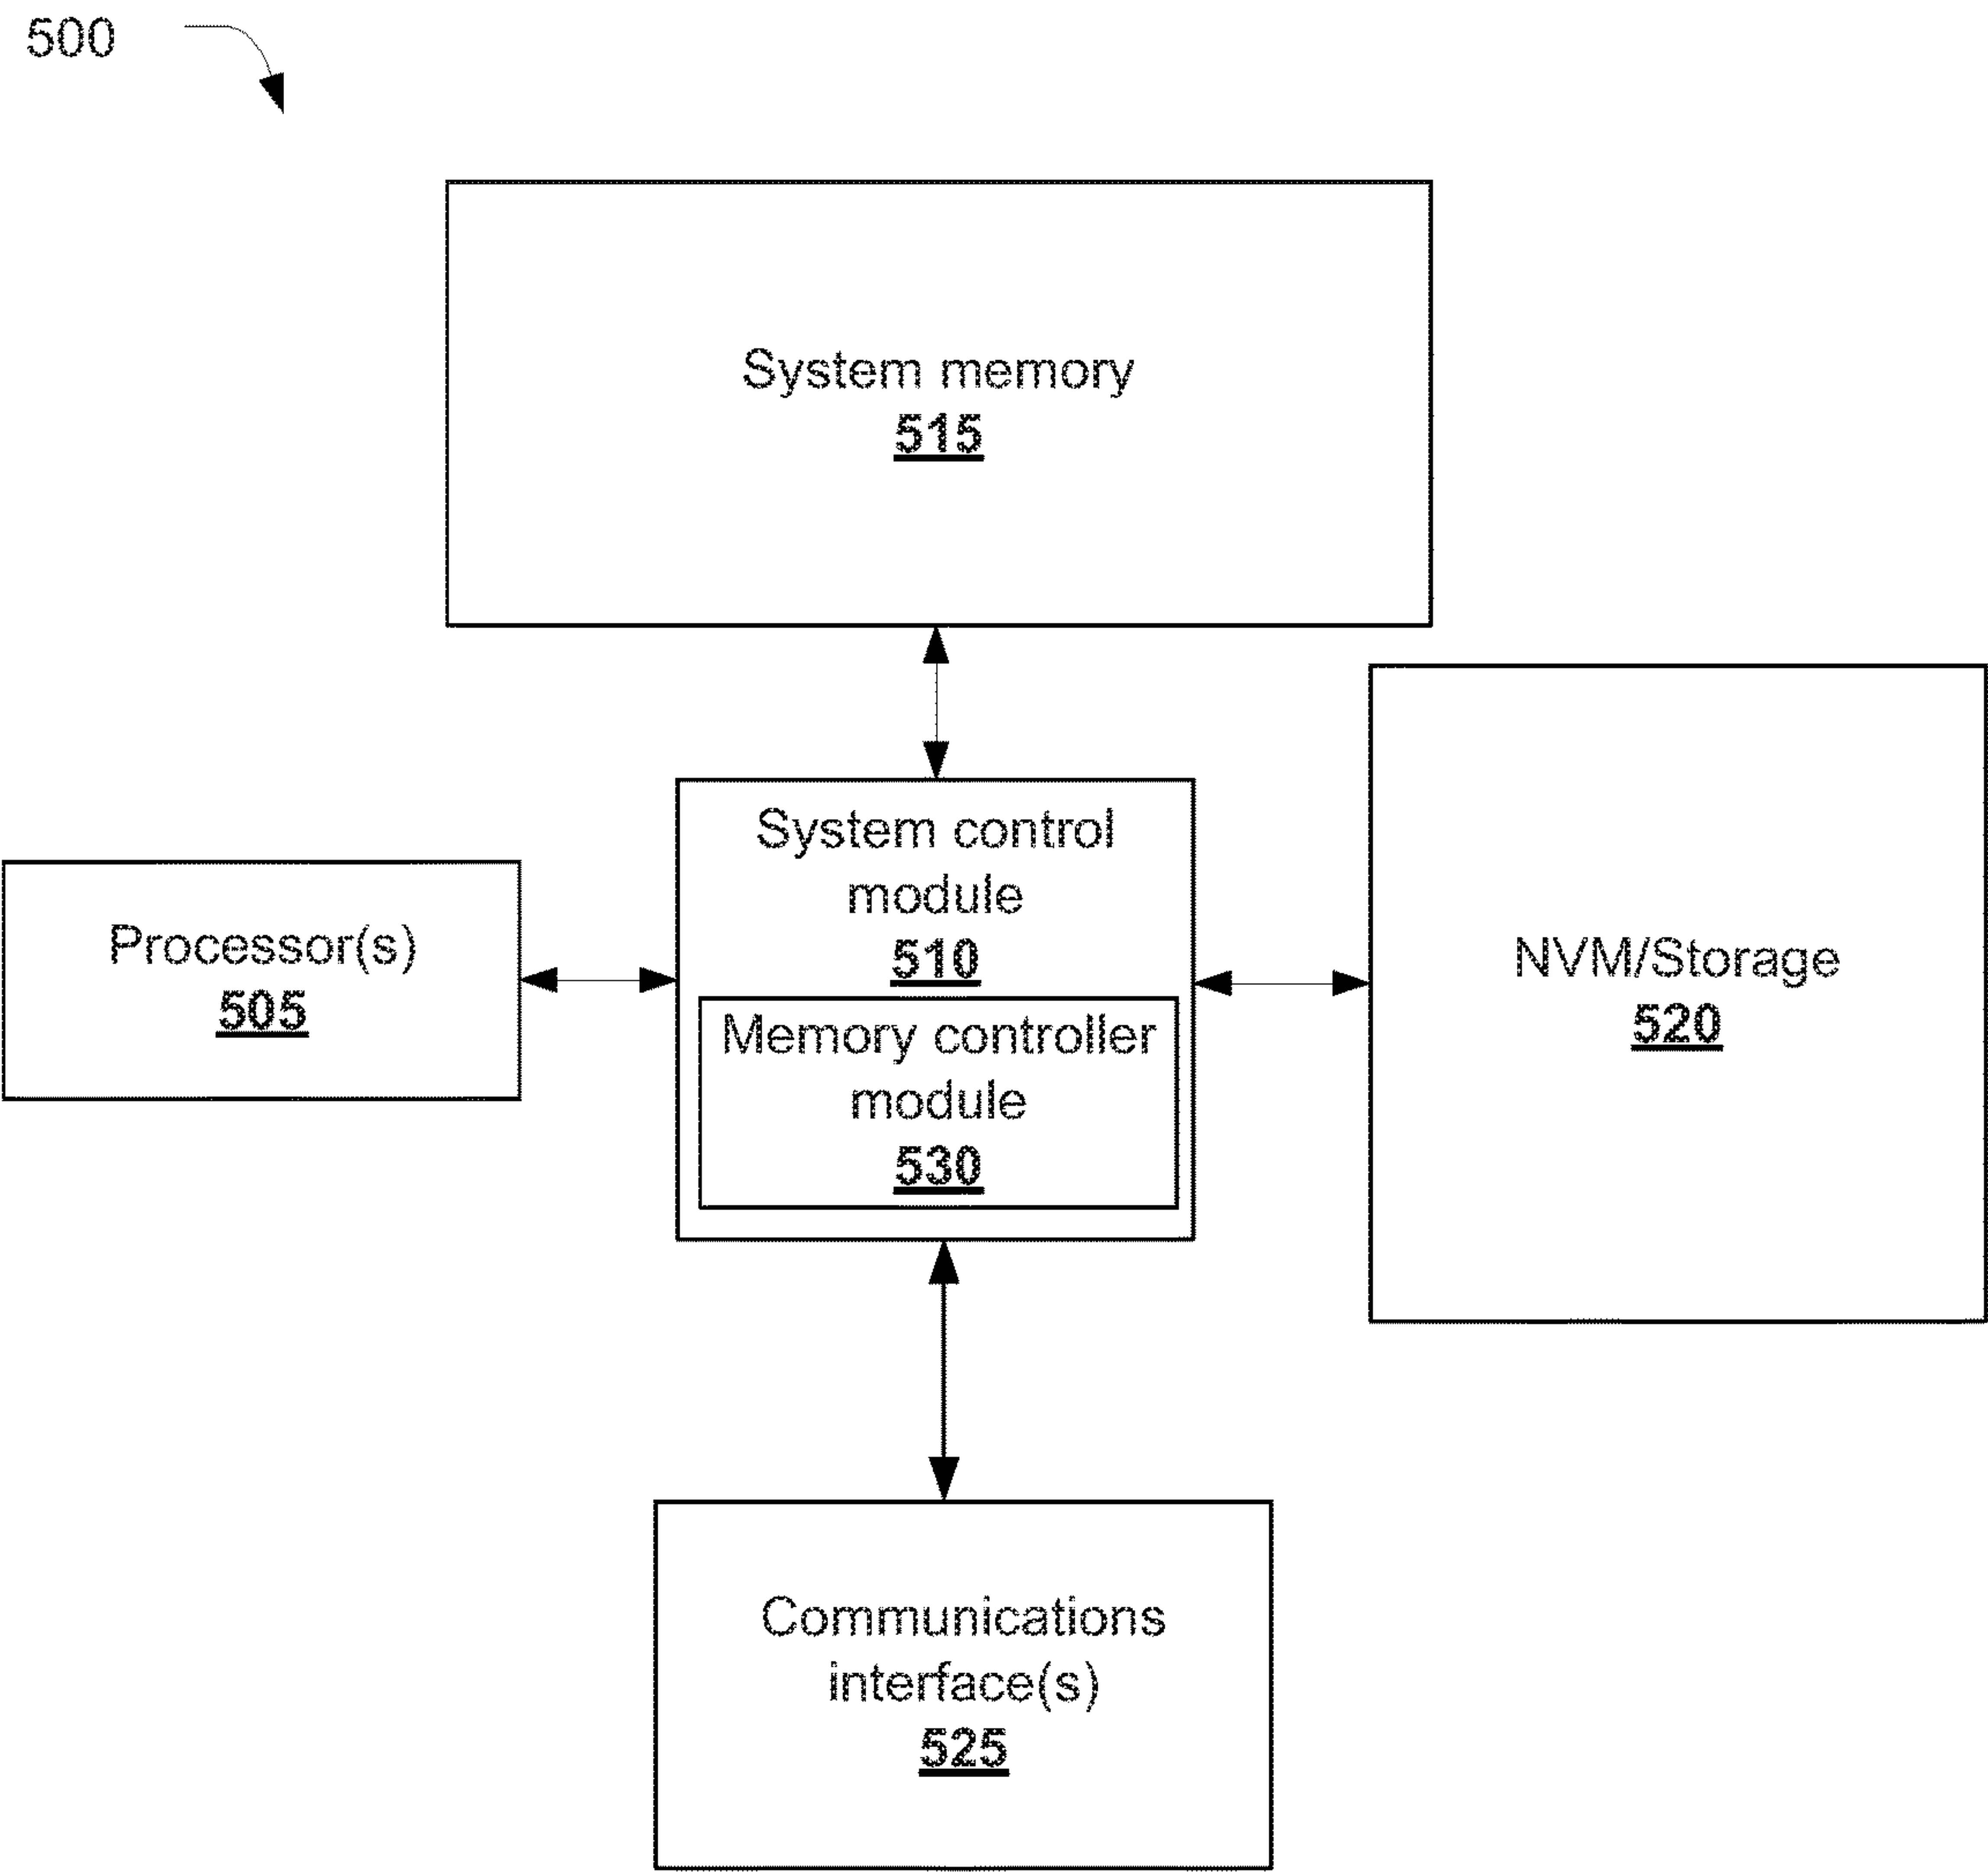 500
System memory
515
System control
module
510
Processor(s)
505
Memory controller
module
530
NVM/Storage
520
Communications
interface(s)
525